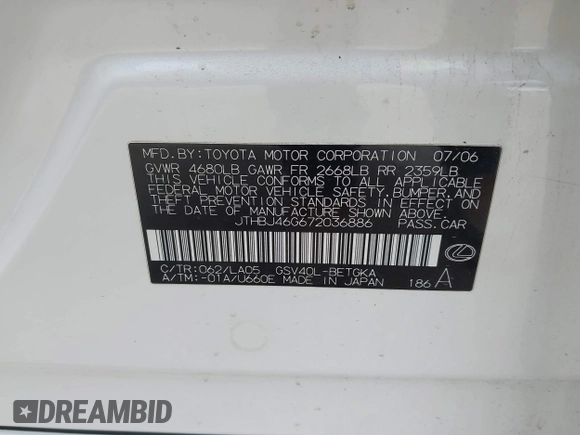 MFD. BY: TOYOTA MOTOR CORPORATION 07/06
GVWR 4680LB GAWR FR 2668LB RR 2359LB
THIS VEHICLE CONFORMS TO ALL APPLICABLE
FEDERAL MOTOR VEHICLE SAFETY, BUMPER, AND
THEFT PREVENTION STANDARDS IN EFFECT ON
THE DATE OF MANUFACTURE SHOWN ABOVE.
JTHBJ46G672036886 PASS.CAR
C/TR: 062/LA05 GSV40L-BETGKA
A/TM: -01A/U660E MADE IN JAPAN 186 A
DREAMBID